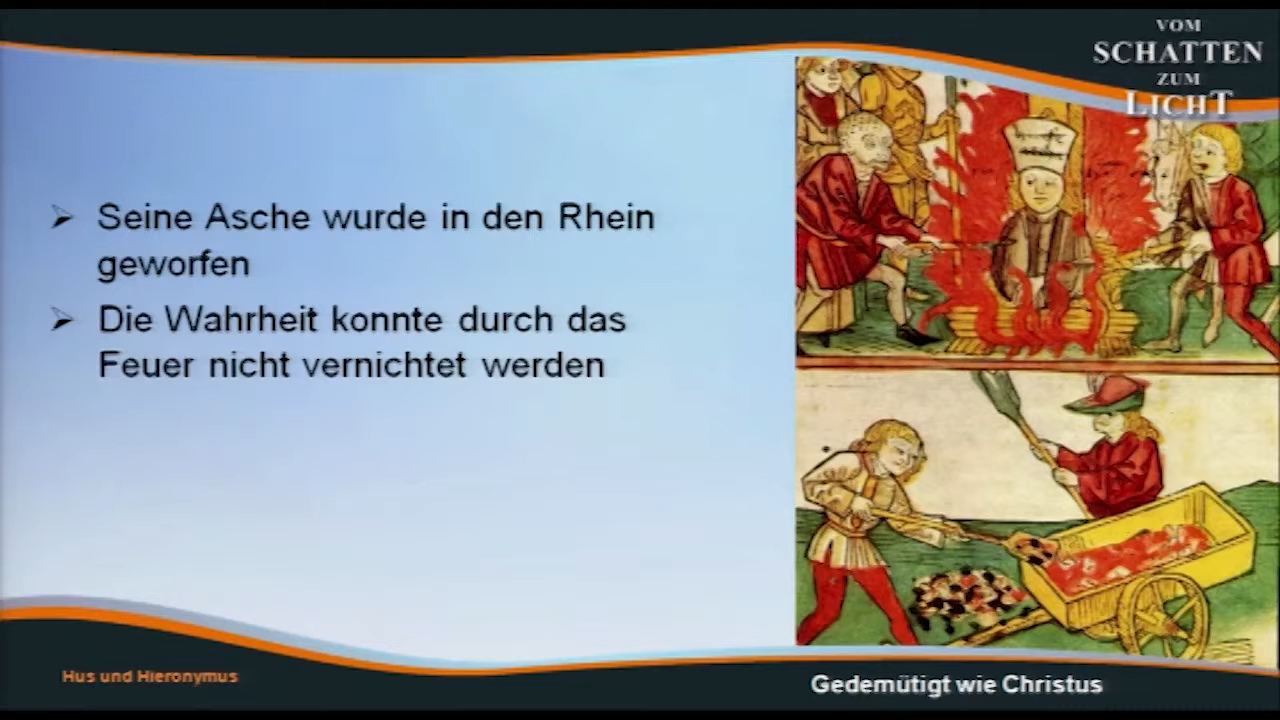 VOM
SCHATTEN
ZUM
LICHT
Seine Asche wurde in den Rhein
geworfen
Die Wahrheit konnte durch das
Feuer nicht vernichtet werden
Hus und Hieronymus
Gedemütigt wie Christus